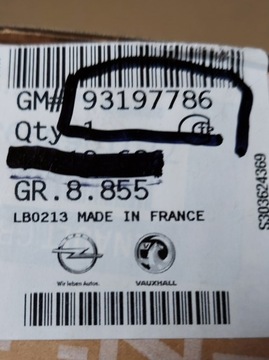 GM# 93197786
Qty 1
GR.8.855
LB0213 MADE IN FRANCE
Wir leben Autos.
VAUXHALL
S303624369